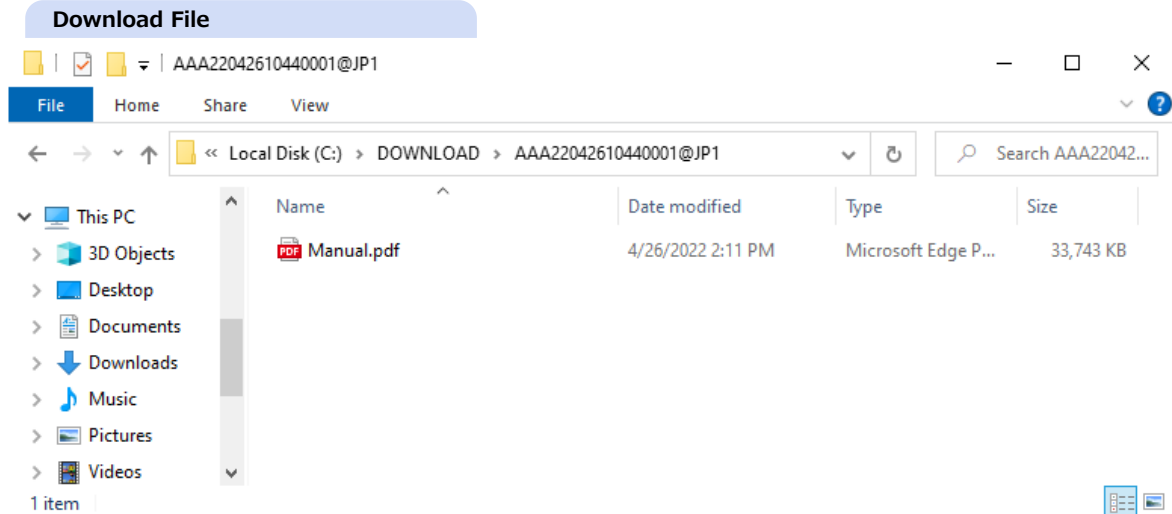 Download File
AAA22042610440001@JP1
File Home Share View
« Local Disk (C:) › DOWNLOAD › AAA22042610440001@JP1 Search AAA22042...
Name Date modified Type Size
This PC
3D Objects
Desktop
Documents
Downloads
Music
Pictures
Videos
PDF Manual.pdf 4/26/2022 2:11 PM Microsoft Edge P... 33,743 KB
1 item